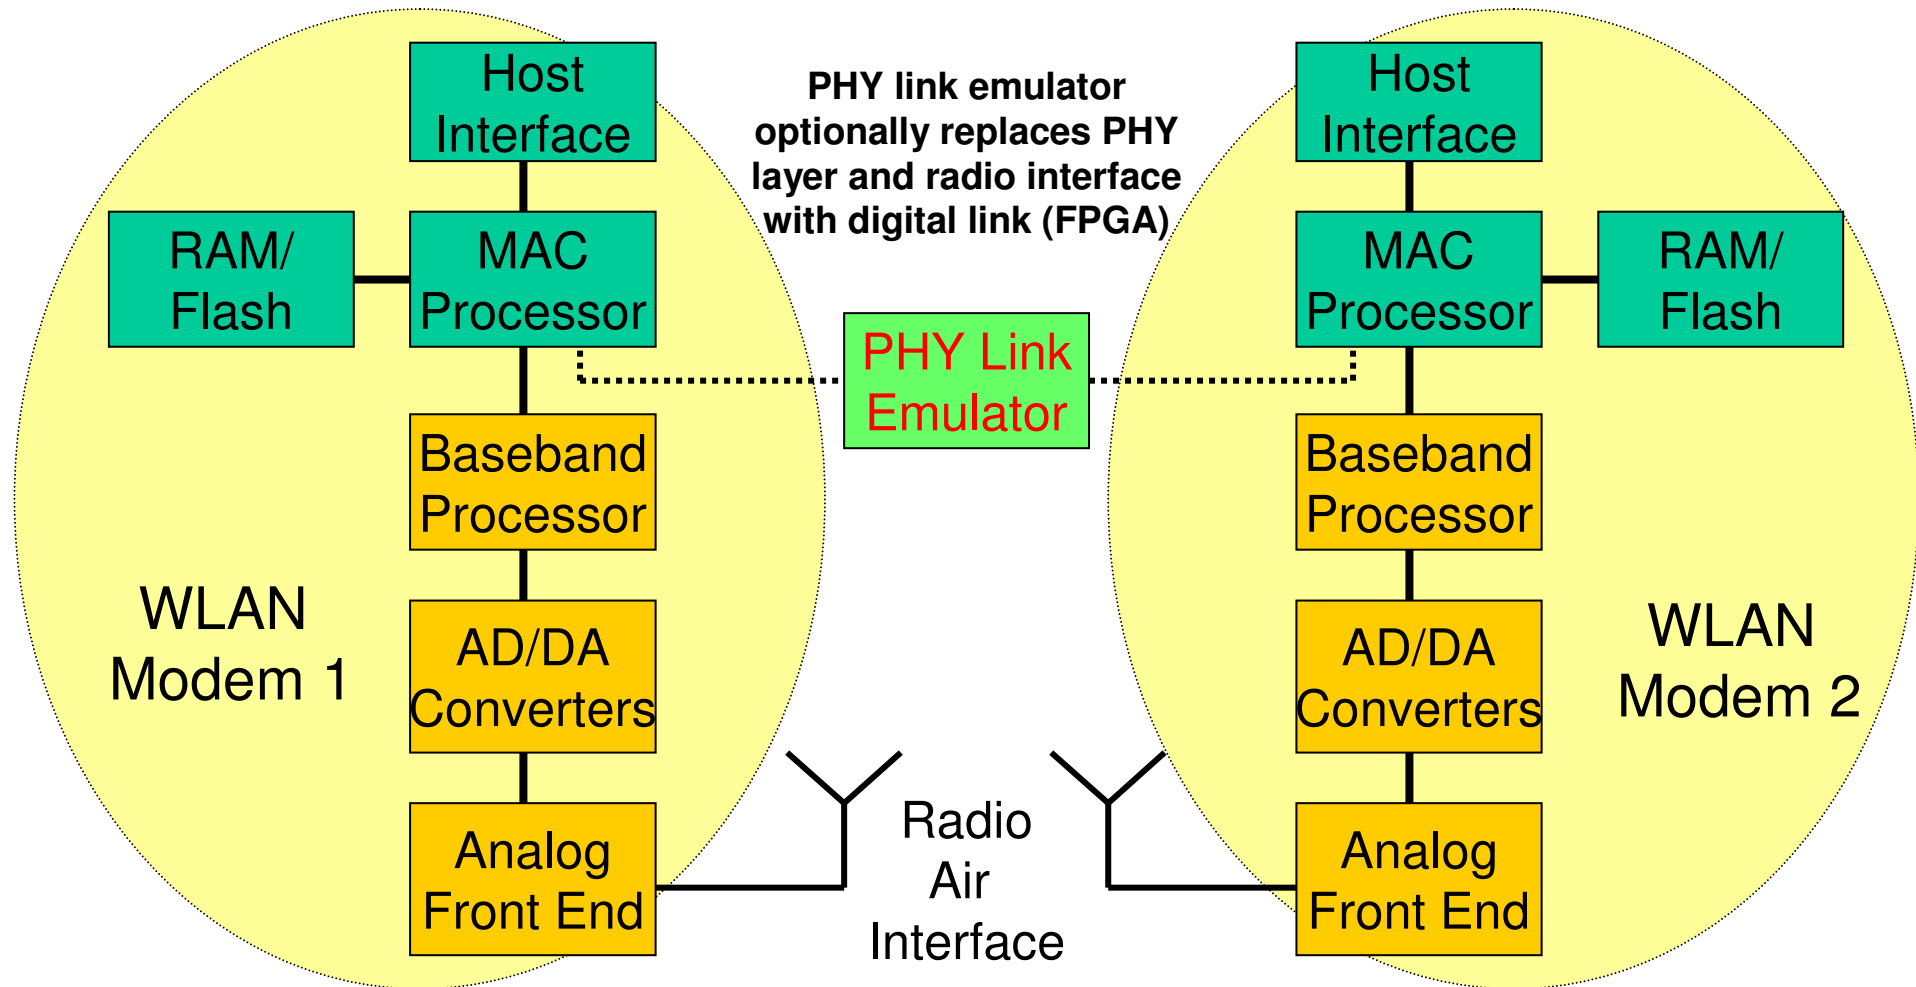 Host
Interface
PHY link emulator
optionally replaces PHY
layer and radio interface
with digital link (FPGA)
Host
Interface
RAM/
Flash
MAC
Processor
MAC
Processor
RAM/
Flash
PHY Link
Emulator
Baseband
Processor
Baseband
Processor
WLAN
Modem 1
AD/DA
Converters
AD/DA
Converters
WLAN
Modem 2
Analog
Front End
Radio
Air
Interface
Analog
Front End